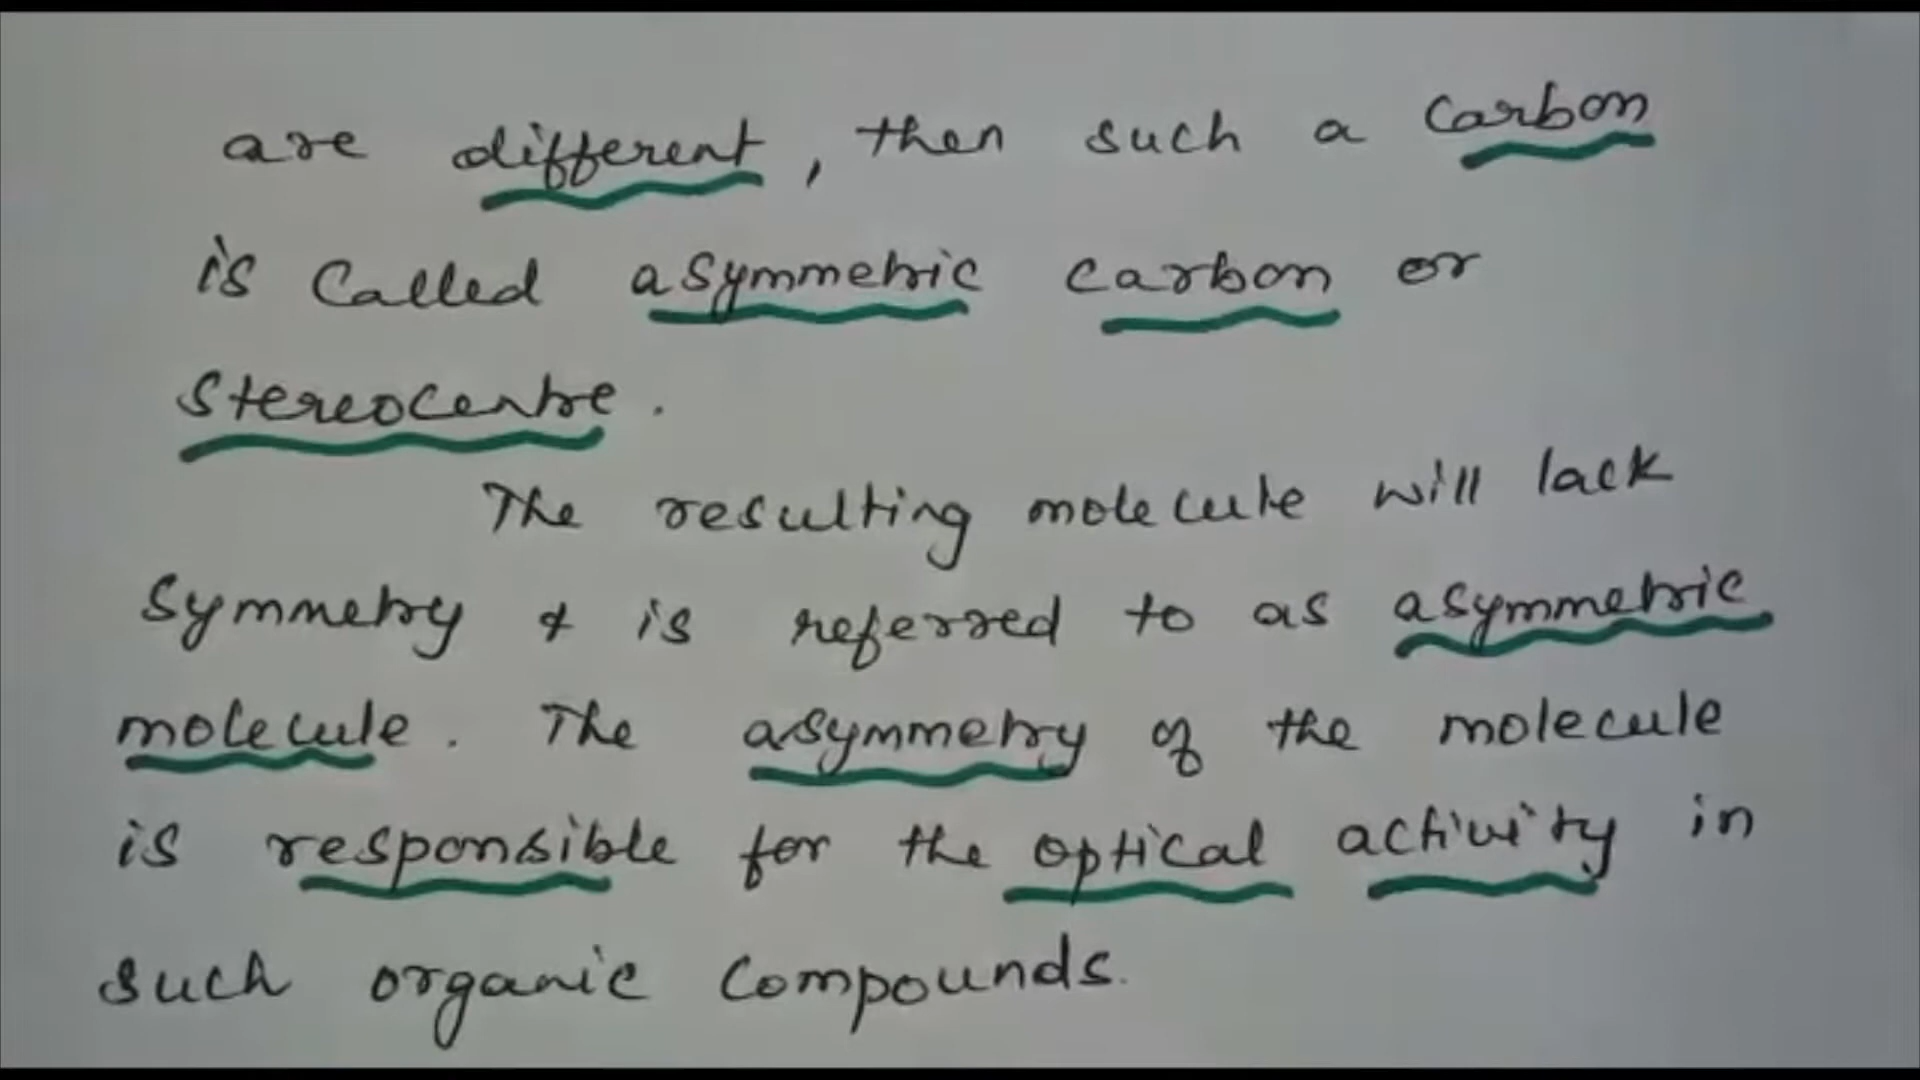 are different, then such a carbon
is called asymmetric carbon or
stereocentre.
The resulting molecule will lack
symmetry & is referred to as asymmetric
molecule. The asymmetry of the molecule
is responsible for the optical activity in
such organic compounds.